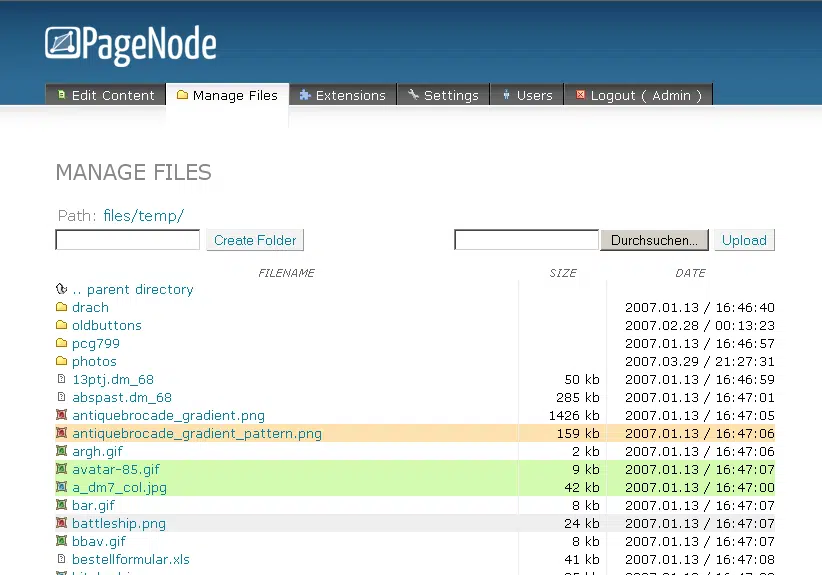 PageNode
Edit Content Manage Files Extensions Settings Users Logout ( Admin )
MANAGE FILES
Path: files/temp/
Create Folder Durchsuchen... Upload
FILENAME SIZE DATE
.. parent directory
drach 2007.01.13 / 16:46:40
oldbuttons 2007.02.28 / 00:13:23
pcg799 2007.01.13 / 16:46:57
photos 2007.03.29 / 21:27:31
13ptj.dm_68 50 kb 2007.01.13 / 16:46:59
abspast.dm_68 285 kb 2007.01.13 / 16:47:01
antiquebrocade_gradient.png 1426 kb 2007.01.13 / 16:47:05
antiquebrocade_gradient_pattern.png 159 kb 2007.01.13 / 16:47:06
argh.gif 2 kb 2007.01.13 / 16:47:06
avatar-85.gif 9 kb 2007.01.13 / 16:47:07
a_dm7_col.jpg 42 kb 2007.01.13 / 16:47:00
bar.gif 8 kb 2007.01.13 / 16:47:07
battleship.png 24 kb 2007.01.13 / 16:47:07
bbav.gif 8 kb 2007.01.13 / 16:47:07
bestellformular.xls 41 kb 2007.01.13 / 16:47:08